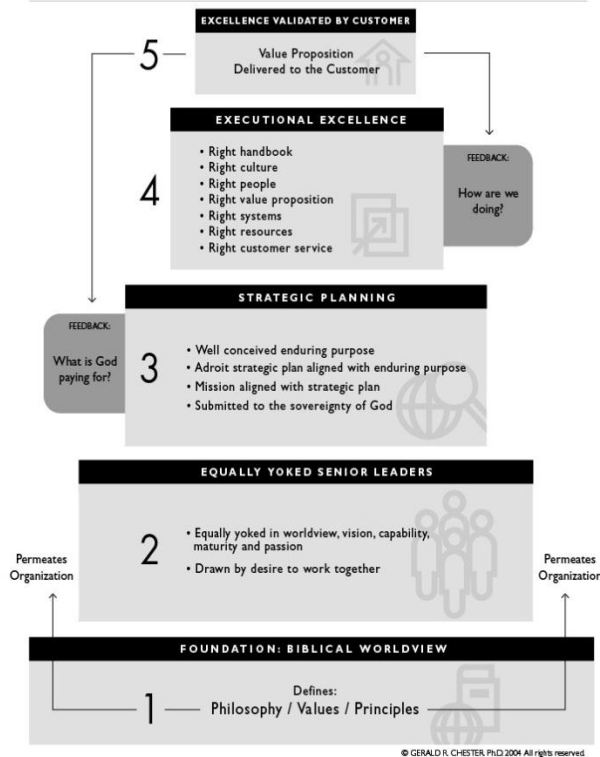 EXCELLENCE VALIDATED BY CUSTOMER
5
Value Proposition
Delivered to the Customer
EXECUTIONAL EXCELLENCE
4
• Right handbook
• Right culture
• Right people
• Right value proposition
• Right systems
• Right resources
• Right customer service
FEEDBACK:
How are we
doing?
STRATEGIC PLANNING
FEEDBACK:
What is God
paying for?
3
• Well conceived enduring purpose
• Adroit strategic plan aligned with enduring purpose
• Mission aligned with strategic plan
• Submitted to the sovereignty of God
EQUALLY YOKED SENIOR LEADERS
2
• Equally yoked in worldview, vision, capability,
maturity and passion
• Drawn by desire to work together
Permeates
Organization
Permeates
Organization
FOUNDATION: BIBLICAL WORLDVIEW
1
Defines:
Philosophy / Values / Principles
© GERALD R. CHESTER, Ph.D. 2004 All rights reserved.